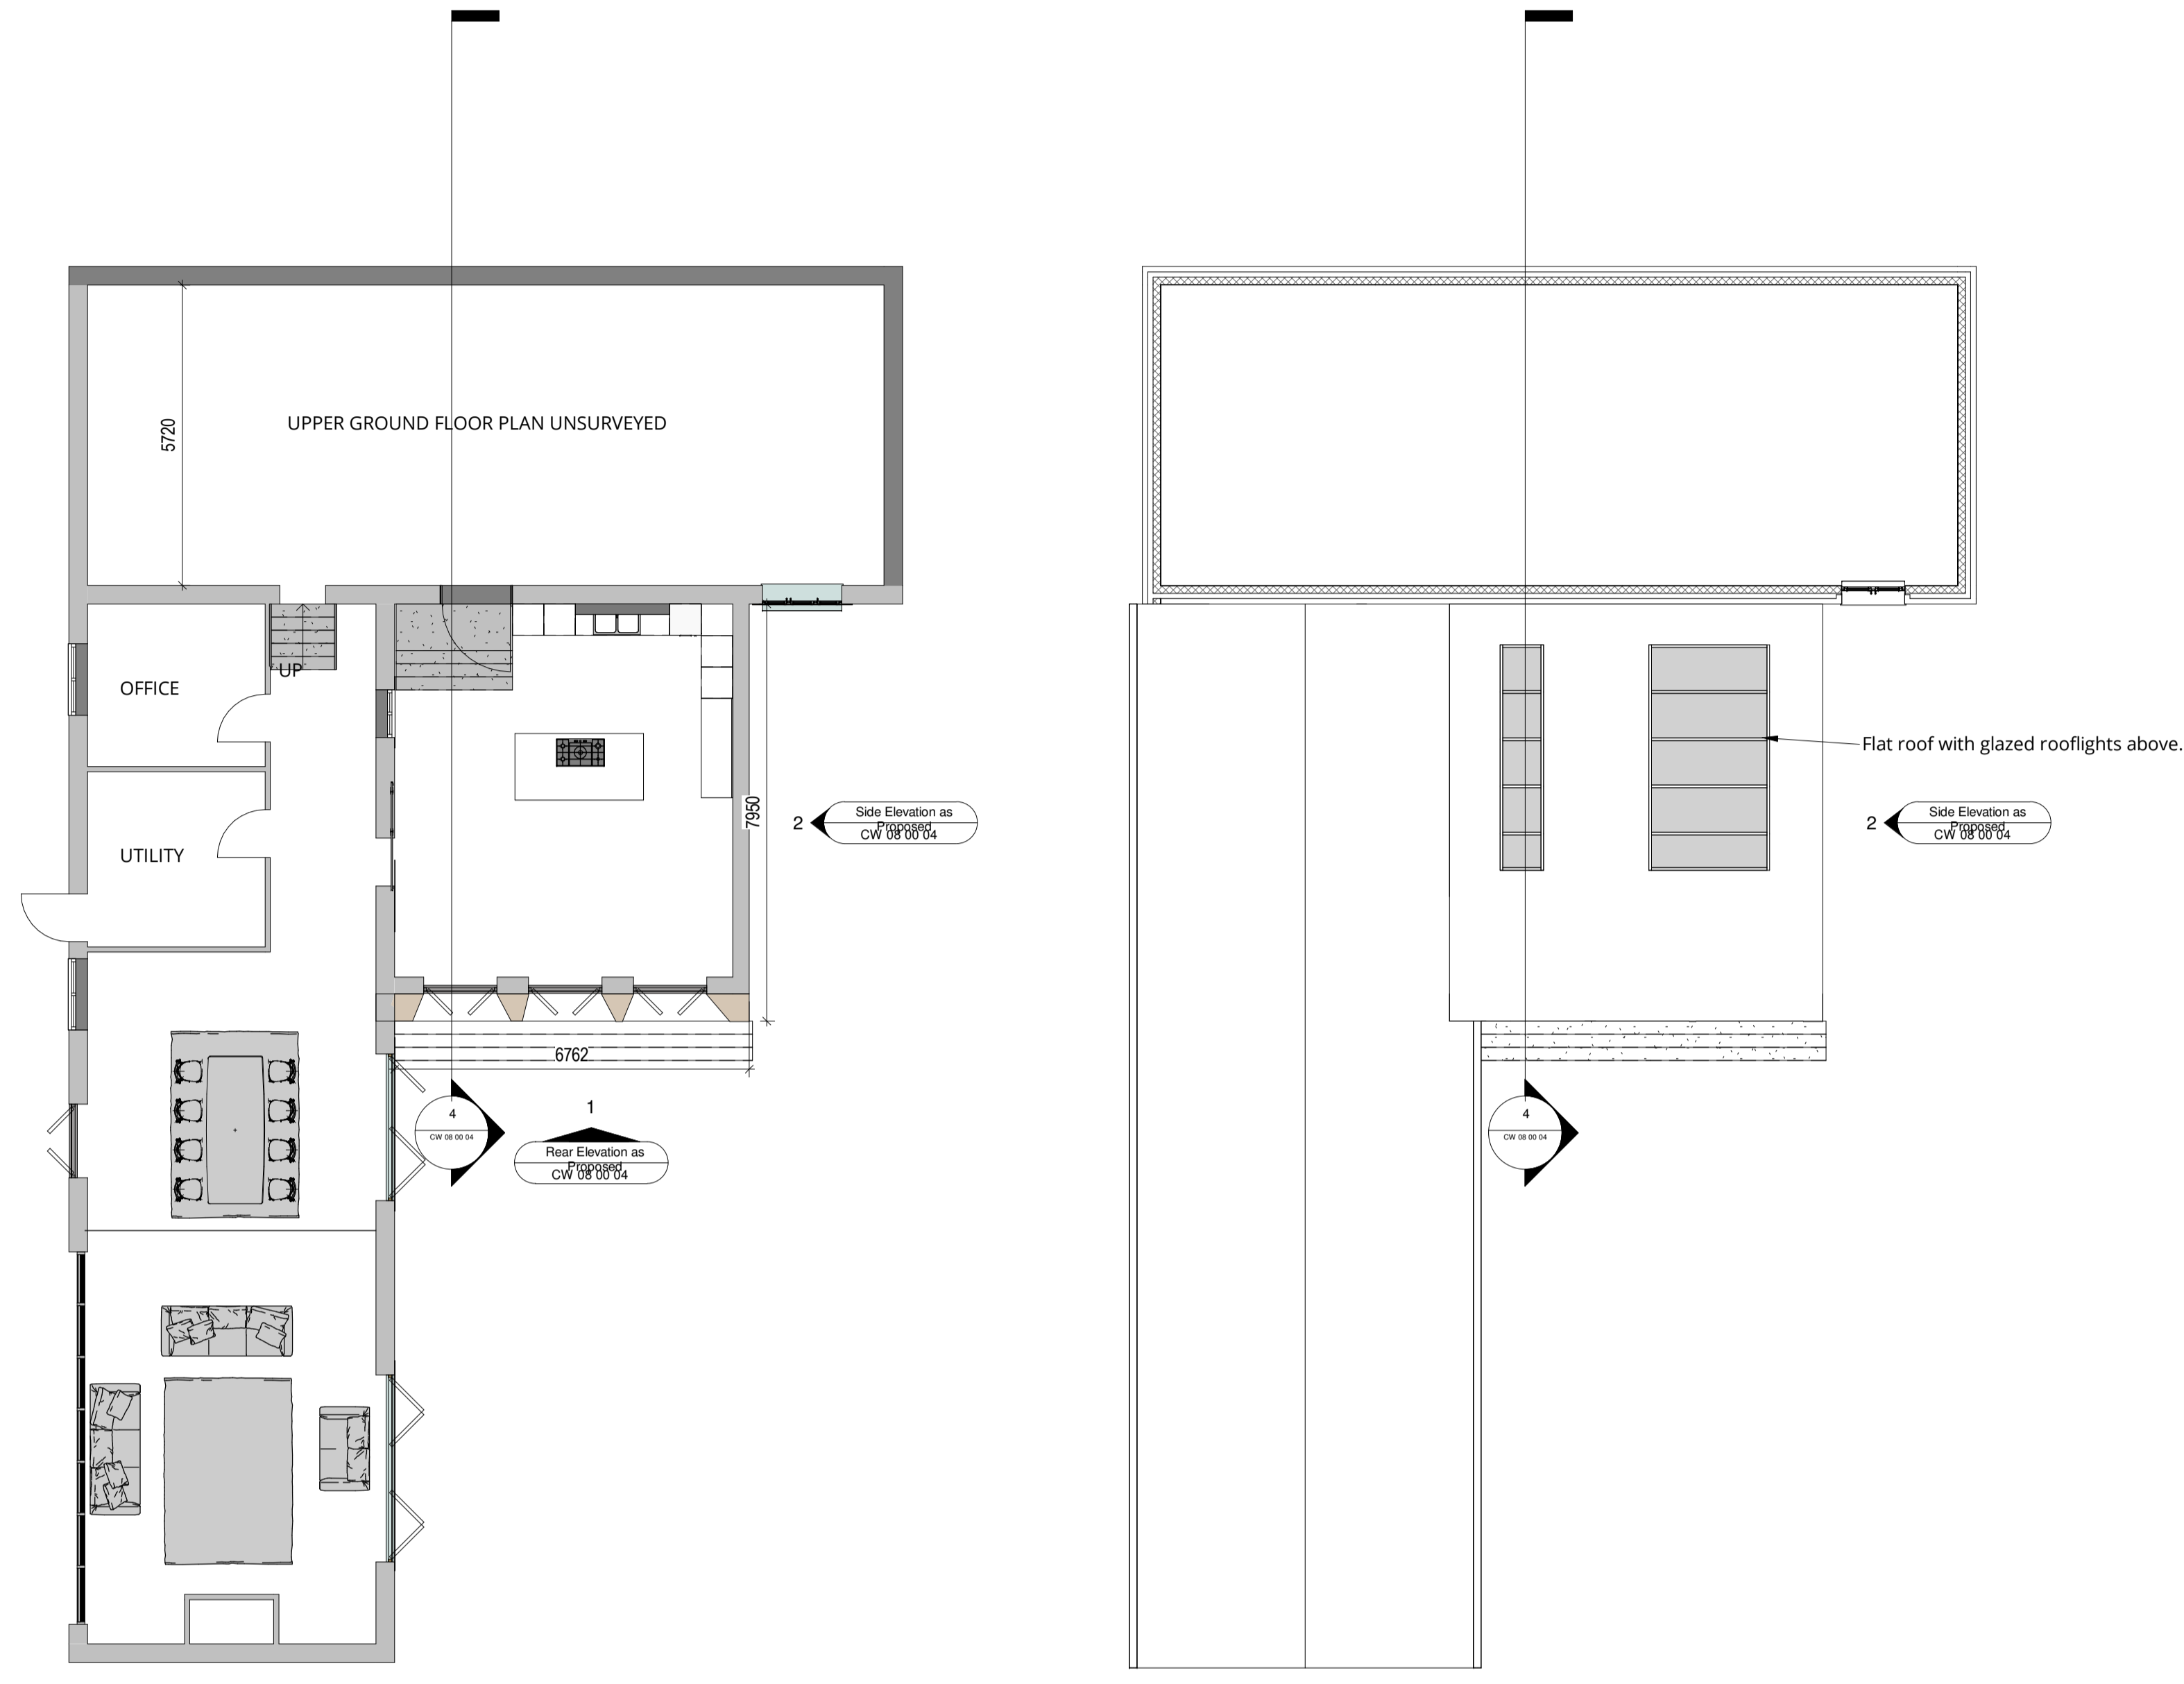 UPPER GROUND FLOOR PLAN UNSURVEYED
5720
UP
OFFICE
UTILITY
7950
2
Side Elevation as
Proposed
CW 08 00 04
6762
4
CW 08 00 04
1
Rear Elevation as
Proposed
CW 08 00 04
Flat roof with glazed rooflights above.
2
Side Elevation as
Proposed
CW 08 00 04
4
CW 08 00 04